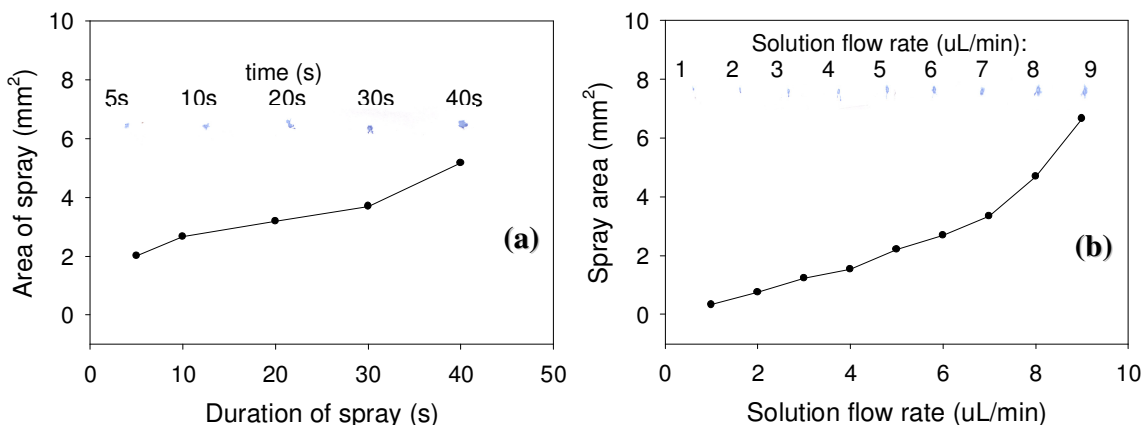 10
8
6
4
2
0
Area of spray (mm²)
time (s)
5s 10s 20s 30s 40s
(a)
0 10 20 30 40 50
Duration of spray (s)
10
8
6
4
2
0
Spray area (mm²)
Solution flow rate (uL/min):
1 2 3 4 5 6 7 8 9
(b)
0 2 4 6 8 10
Solution flow rate (uL/min)